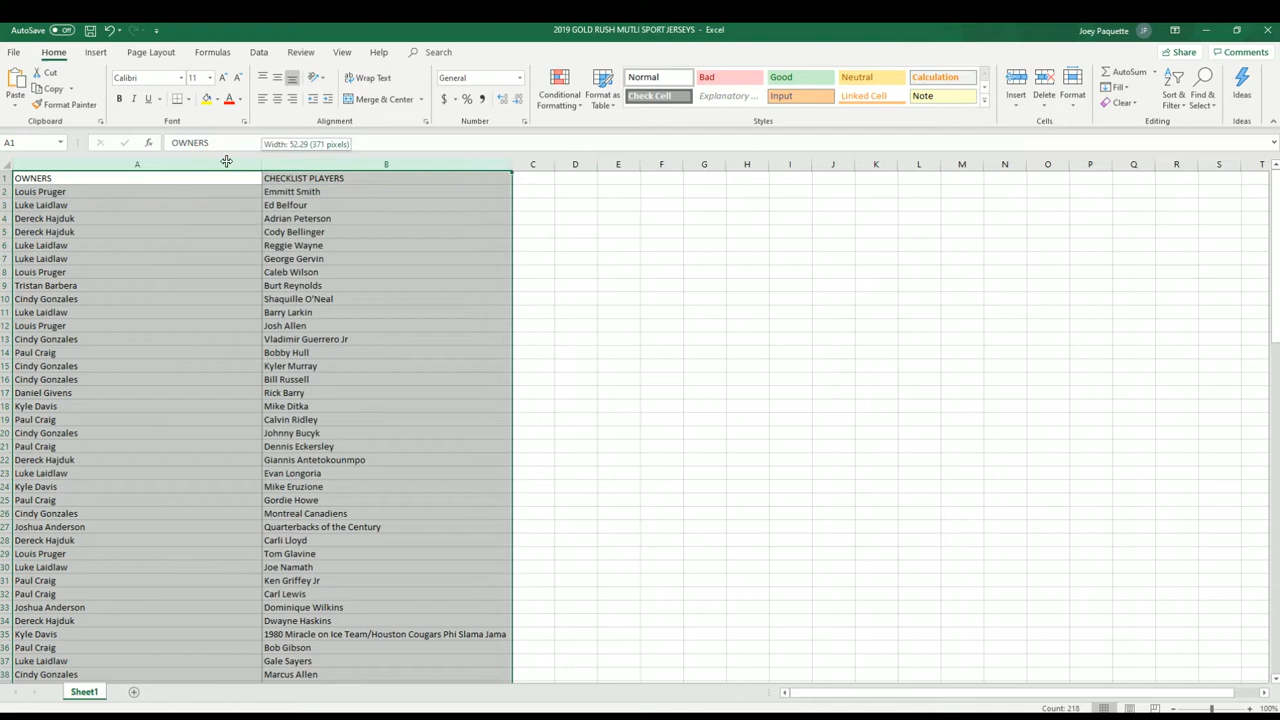 AutoSave Off 2019 GOLD RUSH MUTLI SPORT JERSEYS - Excel Joey Paquette JP
File Home Insert Page Layout Formulas Data Review View Help Search Share Comments
Paste Cut Copy Format Painter Clipboard
Calibri 11 B I U A Font
Wrap Text Merge & Center Alignment
General $ % Number
Conditional Formatting Format as Table
Normal Bad Good Neutral Calculation
Check Cell Explanatory ... Input Linked Cell Note
Styles
Insert Delete Format Cells
AutoSum Fill Clear Sort & Filter Find & Select Editing
Ideas Ideas
A1 fx OWNERS Width: 52.29 (371 pixels)
A B C D E F G H I J K L M N O P Q R S T
1 OWNERS CHECKLIST PLAYERS
2 Louis Pruger Emmitt Smith
3 Luke Laidlaw Ed Belfour
4 Dereck Hajduk Adrian Peterson
5 Dereck Hajduk Cody Bellinger
6 Luke Laidlaw Reggie Wayne
7 Luke Laidlaw George Gervin
8 Louis Pruger Caleb Wilson
9 Tristan Barbera Burt Reynolds
10 Cindy Gonzales Shaquille O'Neal
11 Luke Laidlaw Barry Larkin
12 Louis Pruger Josh Allen
13 Cindy Gonzales Vladimir Guerrero Jr
14 Paul Craig Bobby Hull
15 Cindy Gonzales Kyler Murray
16 Cindy Gonzales Bill Russell
17 Daniel Givens Rick Barry
18 Kyle Davis Mike Ditka
19 Paul Craig Calvin Ridley
20 Cindy Gonzales Johnny Bucyk
21 Paul Craig Dennis Eckersley
22 Dereck Hajduk Giannis Antetokounmpo
23 Luke Laidlaw Evan Longoria
24 Kyle Davis Mike Eruzione
25 Paul Craig Gordie Howe
26 Cindy Gonzales Montreal Canadiens
27 Joshua Anderson Quarterbacks of the Century
28 Dereck Hajduk Carli Lloyd
29 Louis Pruger Tom Glavine
30 Luke Laidlaw Joe Namath
31 Paul Craig Ken Griffey Jr
32 Paul Craig Carl Lewis
33 Joshua Anderson Dominique Wilkins
34 Dereck Hajduk Dwayne Haskins
35 Kyle Davis 1980 Miracle on Ice Team/Houston Cougars Phi Slama Jama
36 Paul Craig Bob Gibson
37 Luke Laidlaw Gale Sayers
38 Cindy Gonzales Marcus Allen
Sheet1
Count: 218 100%